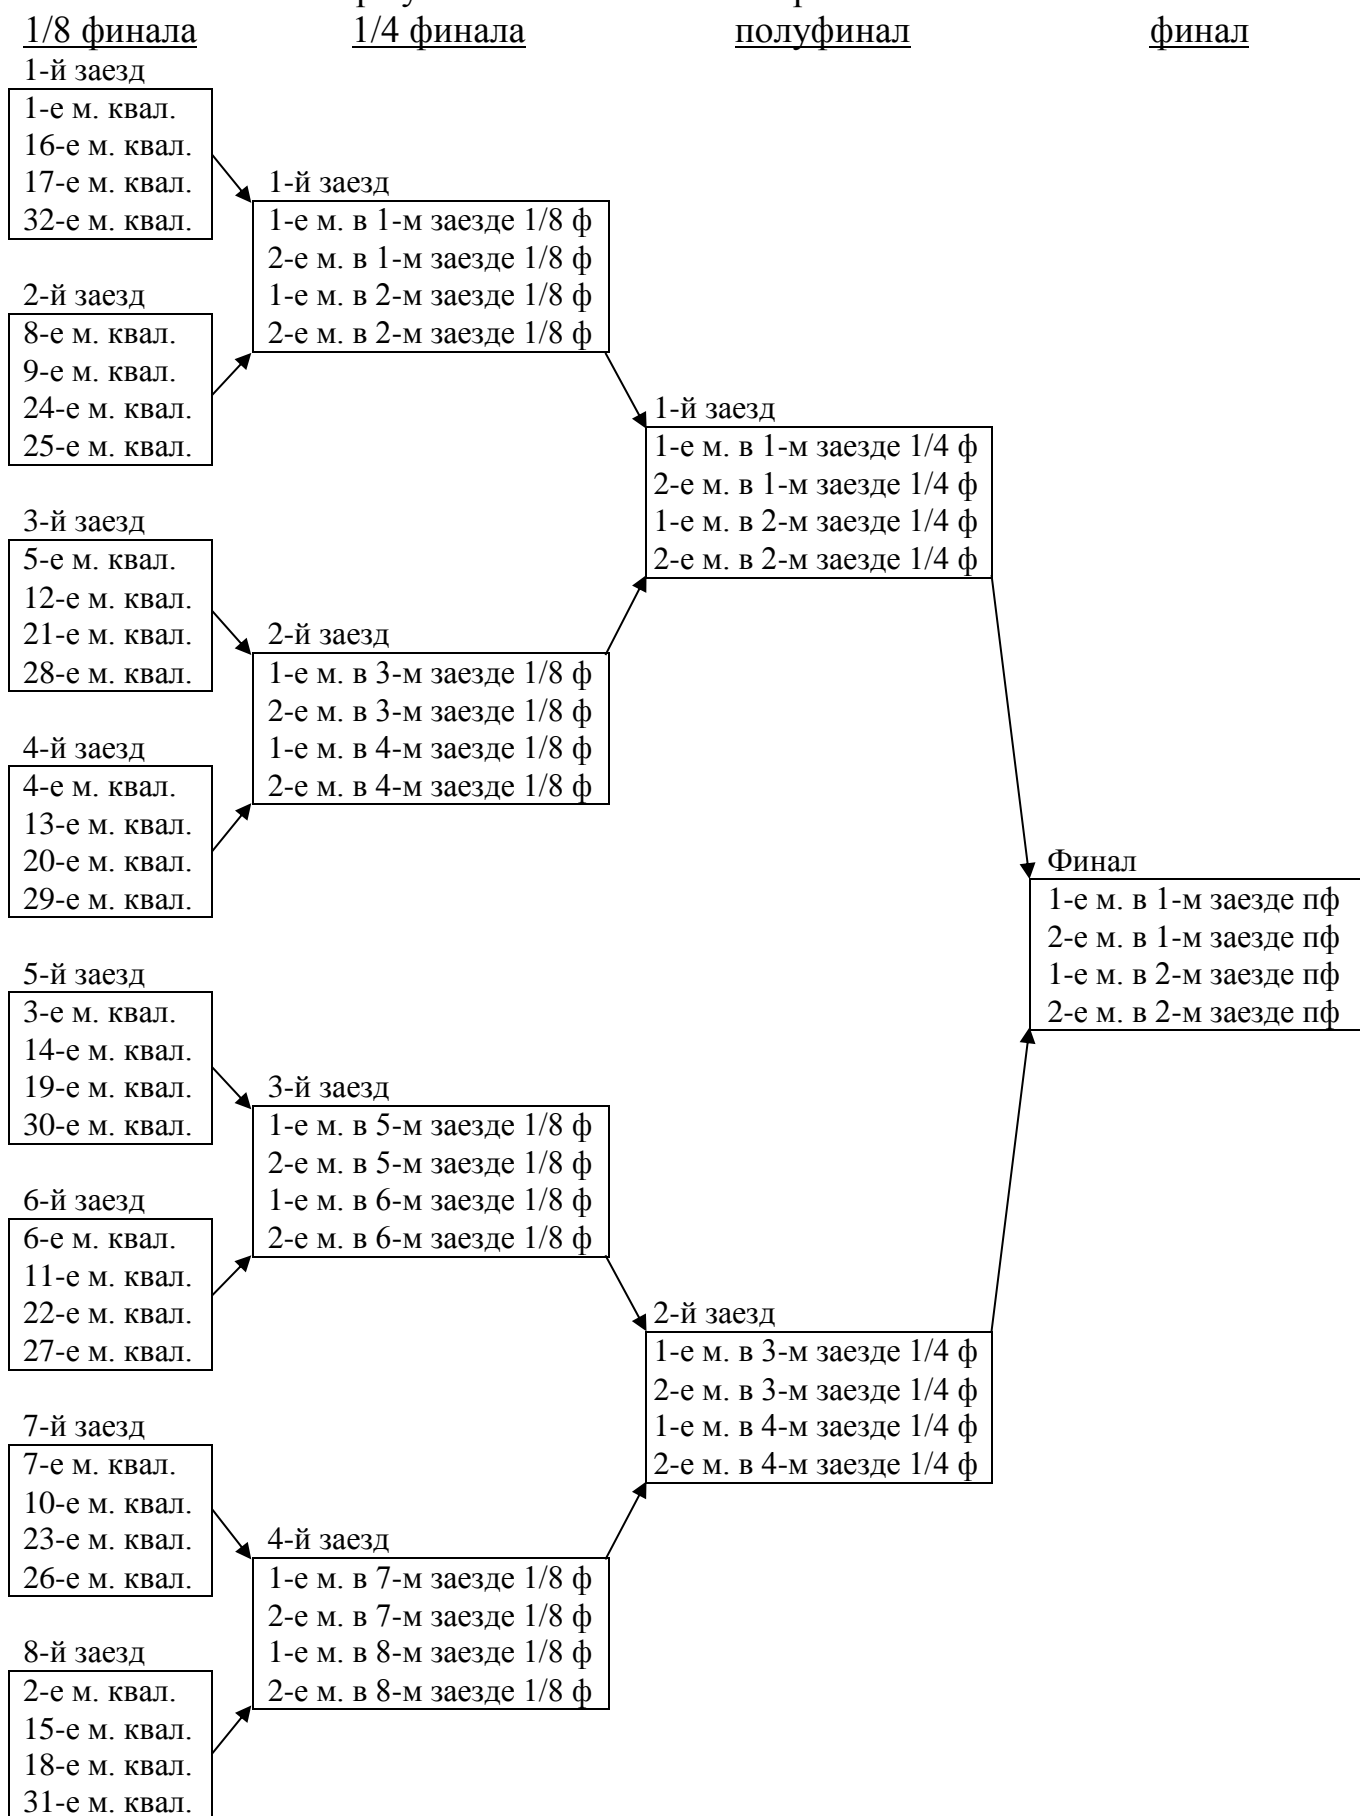 1/8 финала
1/4 финала
полуфинал
финал
1-й заезд
1-е м. квал.
16-е м. квал.
17-е м. квал.
32-е м. квал.
2-й заезд
8-е м. квал.
9-е м. квал.
24-е м. квал.
25-е м. квал.
3-й заезд
5-е м. квал.
12-е м. квал.
21-е м. квал.
28-е м. квал.
4-й заезд
4-е м. квал.
13-е м. квал.
20-е м. квал.
29-е м. квал.
5-й заезд
3-е м. квал.
14-е м. квал.
19-е м. квал.
30-е м. квал.
6-й заезд
6-е м. квал.
11-е м. квал.
22-е м. квал.
27-е м. квал.
7-й заезд
7-е м. квал.
10-е м. квал.
23-е м. квал.
26-е м. квал.
8-й заезд
2-е м. квал.
15-е м. квал.
18-е м. квал.
31-е м. квал.
1-й заезд
1-е м. в 1-м заезде 1/8 ф
2-е м. в 1-м заезде 1/8 ф
1-е м. в 2-м заезде 1/8 ф
2-е м. в 2-м заезде 1/8 ф
2-й заезд
1-е м. в 3-м заезде 1/8 ф
2-е м. в 3-м заезде 1/8 ф
1-е м. в 4-м заезде 1/8 ф
2-е м. в 4-м заезде 1/8 ф
3-й заезд
1-е м. в 5-м заезде 1/8 ф
2-е м. в 5-м заезде 1/8 ф
1-е м. в 6-м заезде 1/8 ф
2-е м. в 6-м заезде 1/8 ф
4-й заезд
1-е м. в 7-м заезде 1/8 ф
2-е м. в 7-м заезде 1/8 ф
1-е м. в 8-м заезде 1/8 ф
2-е м. в 8-м заезде 1/8 ф
1-й заезд
1-е м. в 1-м заезде 1/4 ф
2-е м. в 1-м заезде 1/4 ф
1-е м. в 2-м заезде 1/4 ф
2-е м. в 2-м заезде 1/4 ф
2-й заезд
1-е м. в 3-м заезде 1/4 ф
2-е м. в 3-м заезде 1/4 ф
1-е м. в 4-м заезде 1/4 ф
2-е м. в 4-м заезде 1/4 ф
Финал
1-е м. в 1-м заезде пф
2-е м. в 1-м заезде пф
1-е м. в 2-м заезде пф
2-е м. в 2-м заезде пф